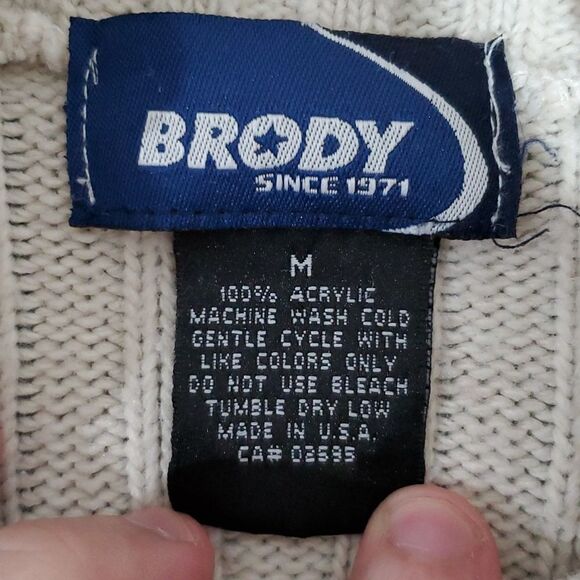 BRODY
SINCE 1971
M
100% ACRYLIC
MACHINE WASH COLD
GENTLE CYCLE WITH
LIKE COLORS ONLY
DO NOT USE BLEACH
TUMBLE DRY LOW
MADE IN U.S.A.
CA# 03535